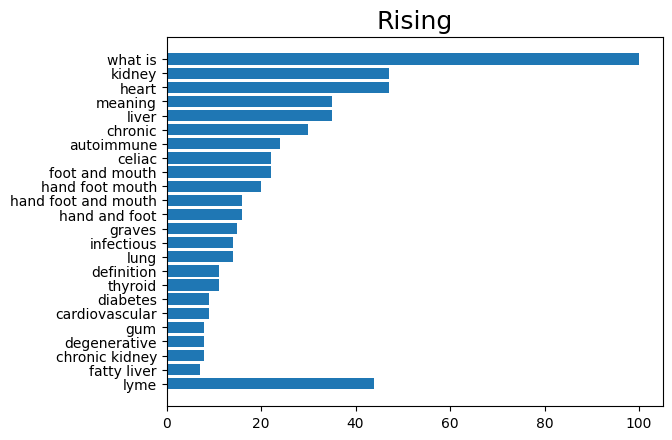 Rising
what is
kidney
heart
meaning
liver
chronic
autoimmune
celiac
foot and mouth
hand foot mouth
hand foot and mouth
hand and foot
graves
infectious
lung
definition
thyroid
diabetes
cardiovascular
gum
degenerative
chronic kidney
fatty liver
lyme
0 20 40 60 80 100